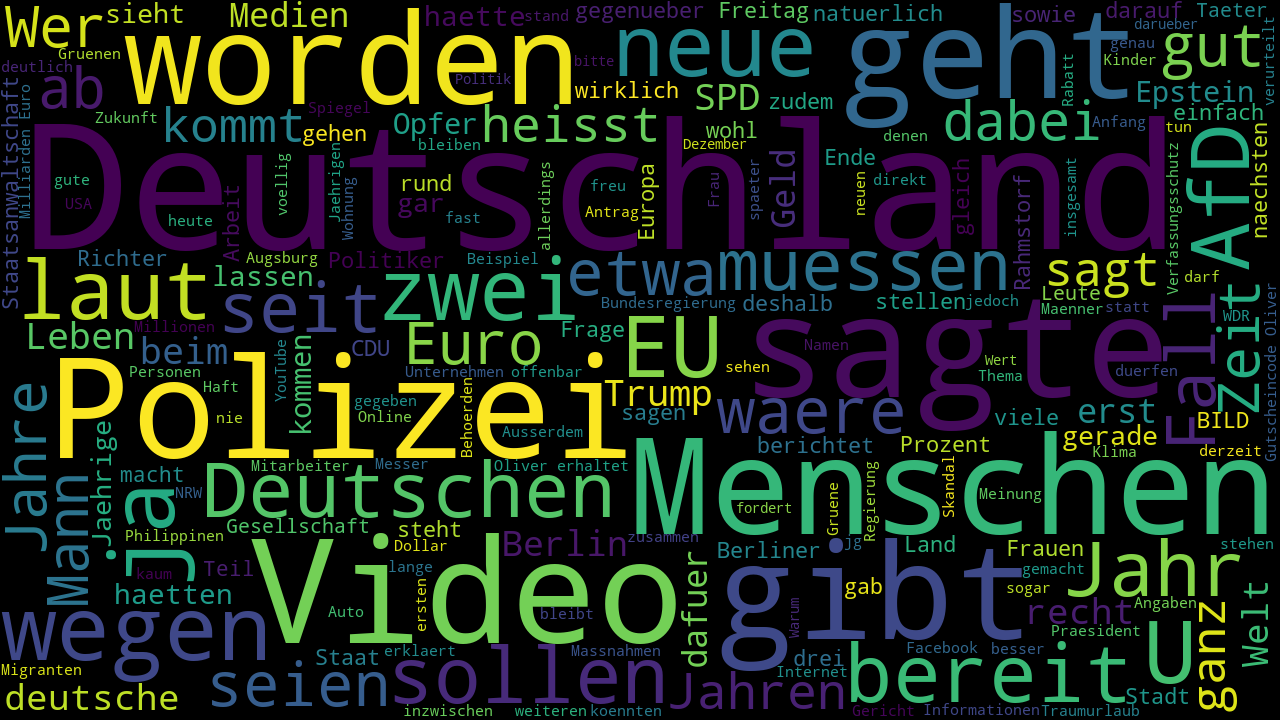 Wer sieht Medien haette stand gegenueber Freitag natuerlich sowie darauf Taeter
Gruenen worden neue geht darueber
deutlich ab Politik bitte wirklich genau gut
Kinder Rabatt verurteilt
Staatsanwaltschaft Milliarden Euro Zukunft Spiegel SPD zudem Epstein
kommt gehen Opfer heisst wohl dabei Anfang einfach
bleiben Dezember denen tun
Deutschland Ende AfD
gute voellig Jaehrigen rund allerdings freu Europa Frau spaeter Geld neuen direkt gleich insgesamt Verfassungsschutz naechsten
USA heute Arbeit Wohnung gar fast Antrag Rahmstorf
Richter Augsburg Politiker Beispiel
laut lassen zwei etwa muessen sagt darf
seit Bundesregierung deshalb stellen jedoch Leute
Maenner statt WDR
Leben Millionen Euro Frage EU sagte Fall Zeit Gutscheincode Oliver
beim CDU Namen
Personen YouTube kommen Unternehmen offenbar sehen Wert Thema duerfen
Polizei Haft gegeben Behoerden Trump
Jahre nie Online sagen waere viele erst BILD
Ausserdem berichtet Prozent gerade derzeit
Jaehrige Klima
Mann macht Mitarbeiter Messer Oliver erhaltet Menschen
ja NRW Deutschen fordert Gruene Regierung Skandal Meinung
Gesellschaft steht
Philippinen Dollar Berlin zusammen Berliner jg Land Frauen stehen
kaum Teil Video lange gibt gemacht Jahr
haetten gab sogar
wegen Auto ersten bleibt dafuer Warum recht Angaben ganz Welt
Praesident U
Migranten Staat erklaert Massnahmen drei Facebook besser
seien sollen Internet bereit
deutsche Jahren Stadt
inzwischen weiteren koennten Gericht Informationen Traumurlaub